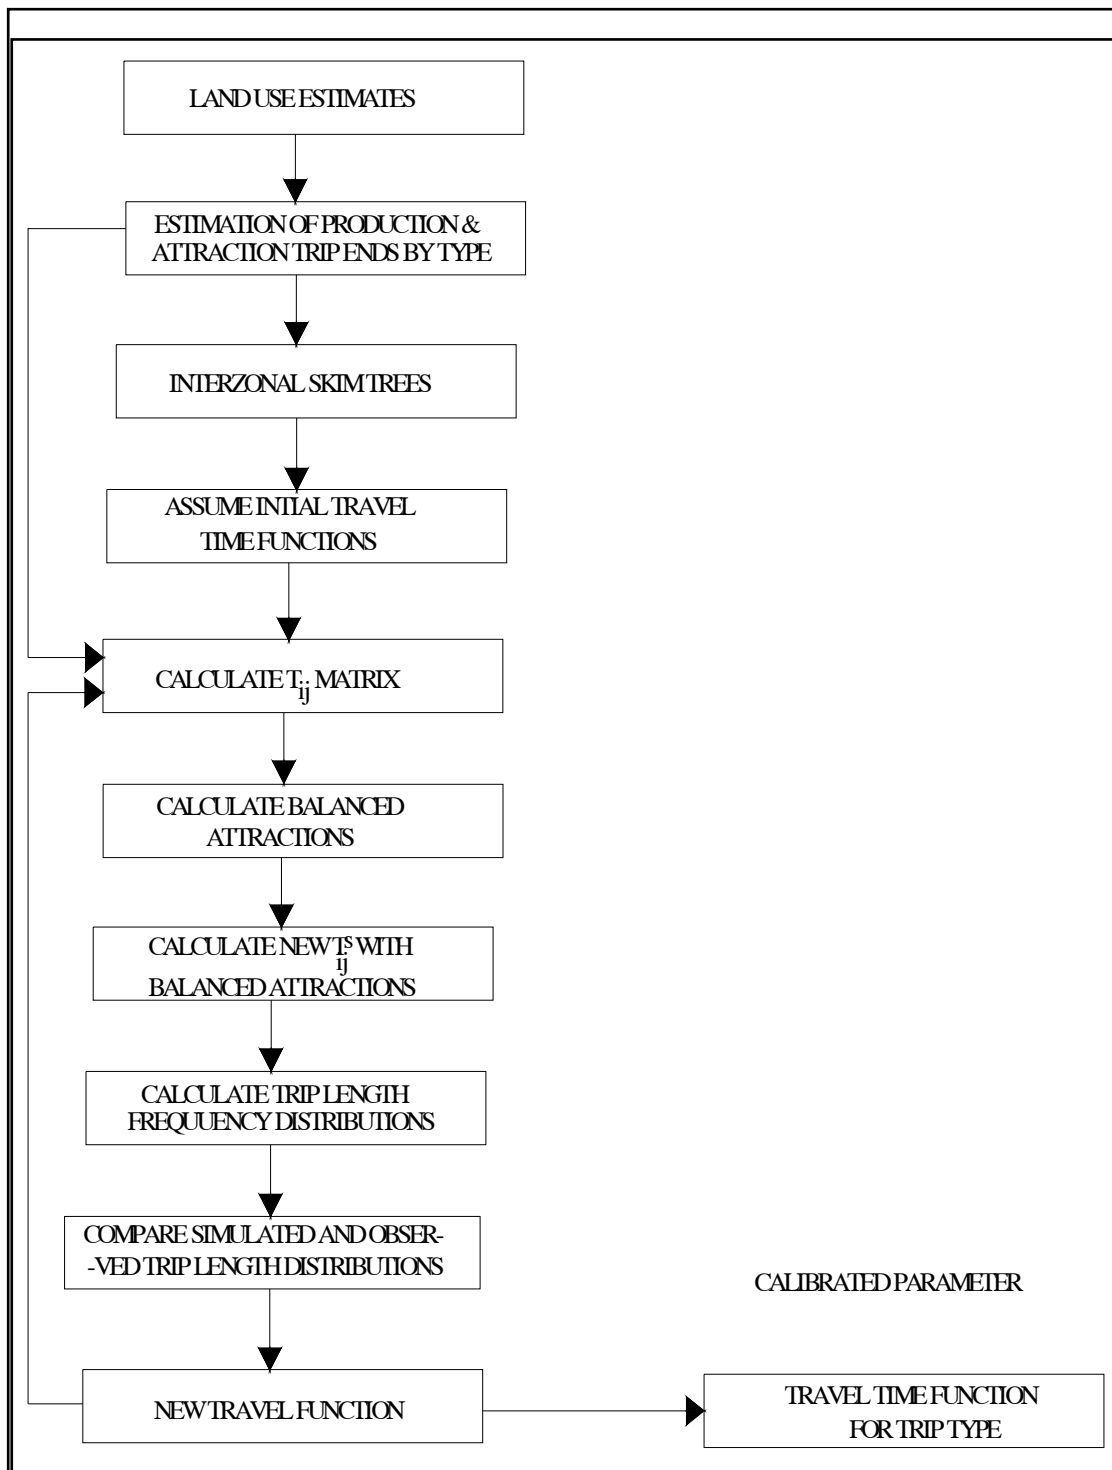 LAND USE ESTIMATES
ESTIMATION OF PRODUCTION &
ATTRACTION TRIP ENDS BY TYPE
INTERZONAL SKIM TREES
ASSUME INTIAL TRAVEL
TIME FUNCTIONS
CALCULATE Tij MATRIX
CALCULATE BALANCED
ATTRACTIONS
CALCULATE NEW Tijs WITH
BALANCED ATTRACTIONS
CALCULATE TRIP LENGTH
FREQUUENCY DISTRIBUTIONS
COMPARE SIMULATED AND OBSER-
-VED TRIP LENGTH DISTRIBUTIONS
CALIBRATED PARAMETER
NEW TRAVEL FUNCTION
TRAVEL TIME FUNCTION
FOR TRIP TYPE